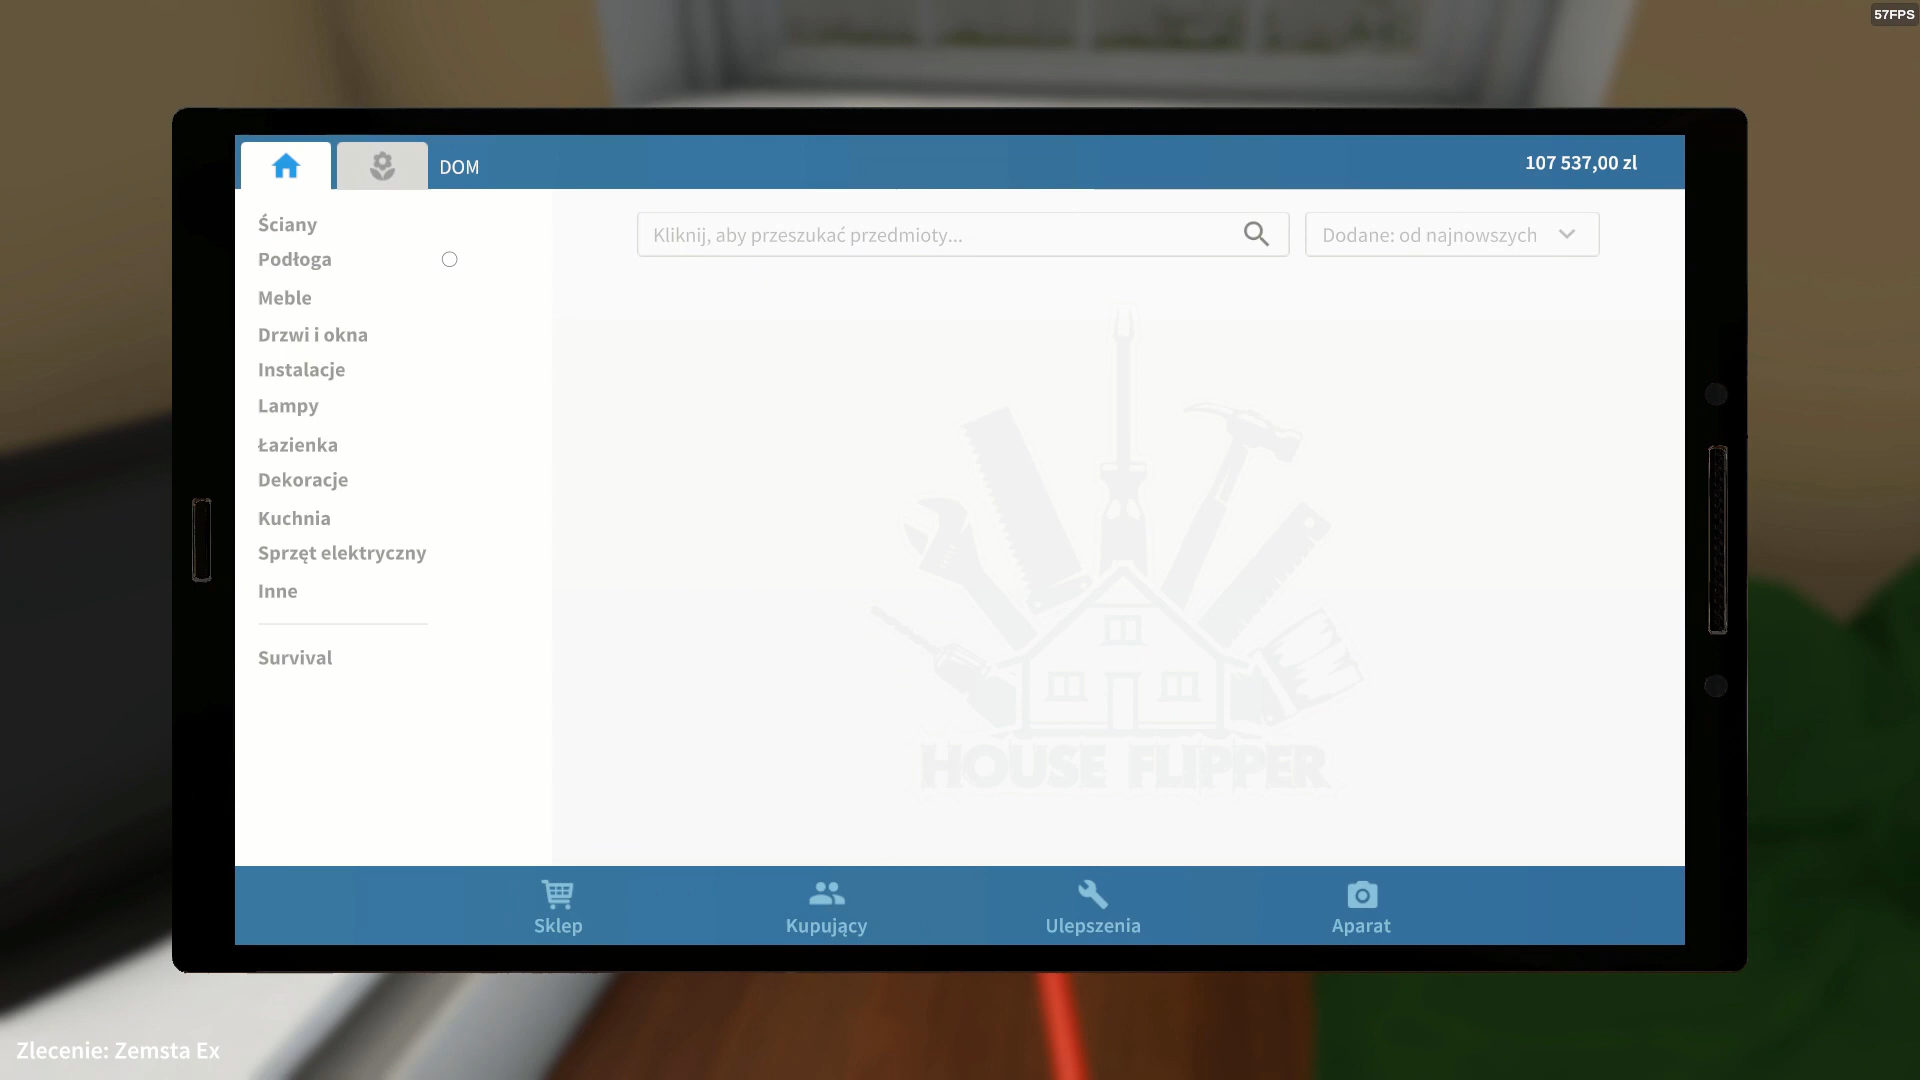 57FPS
DOM
107 537,00 zl
Ściany
Podłoga
Meble
Drzwi i okna
Instalacje
Lampy
Łazienka
Dekoracje
Kuchnia
Sprzęt elektryczny
Inne
Survival
Kliknij, aby przeszukać przedmioty...
Dodane: od najnowszych
HOUSE FLIPPER
Sklep
Kupujący
Ulepszenia
Aparat
Zlecenie: Zemsta Ex